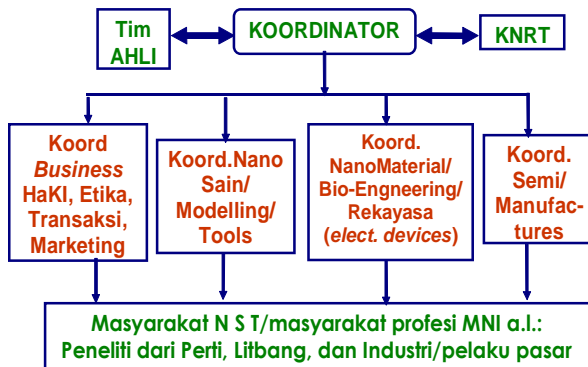 Tim
AHLI
KOORDINATOR
KNRT
Koord
Business
HaKI, Etika,
Transaksi,
Marketing
Koord.Nano
Sain/
Modelling/
Tools
Koord.
NanoMaterial/
Bio-Engneering/
Rekayasa
(elect. devices)
Koord.
Semi/
Manufac-
tures
Masyarakat N S T/masyarakat profesi MNI a.l.:
Peneliti dari Perti, Litbang, dan Industri/pelaku pasar